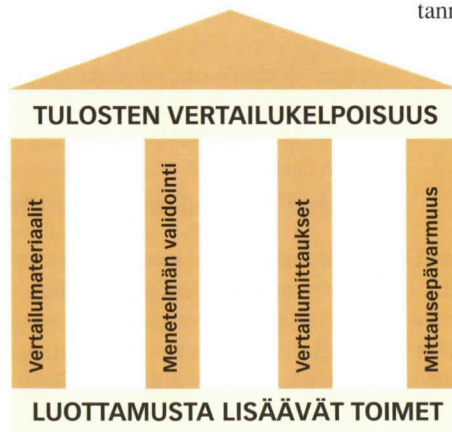 TULOSTEN VERTAILUKELPOISUUS
Vertailumateriaalit
Menetelmän validointi
Vertailumittaukset
Mittausepävarmuus
LUOTTAMUSTA LISÄÄVÄT TOIMET